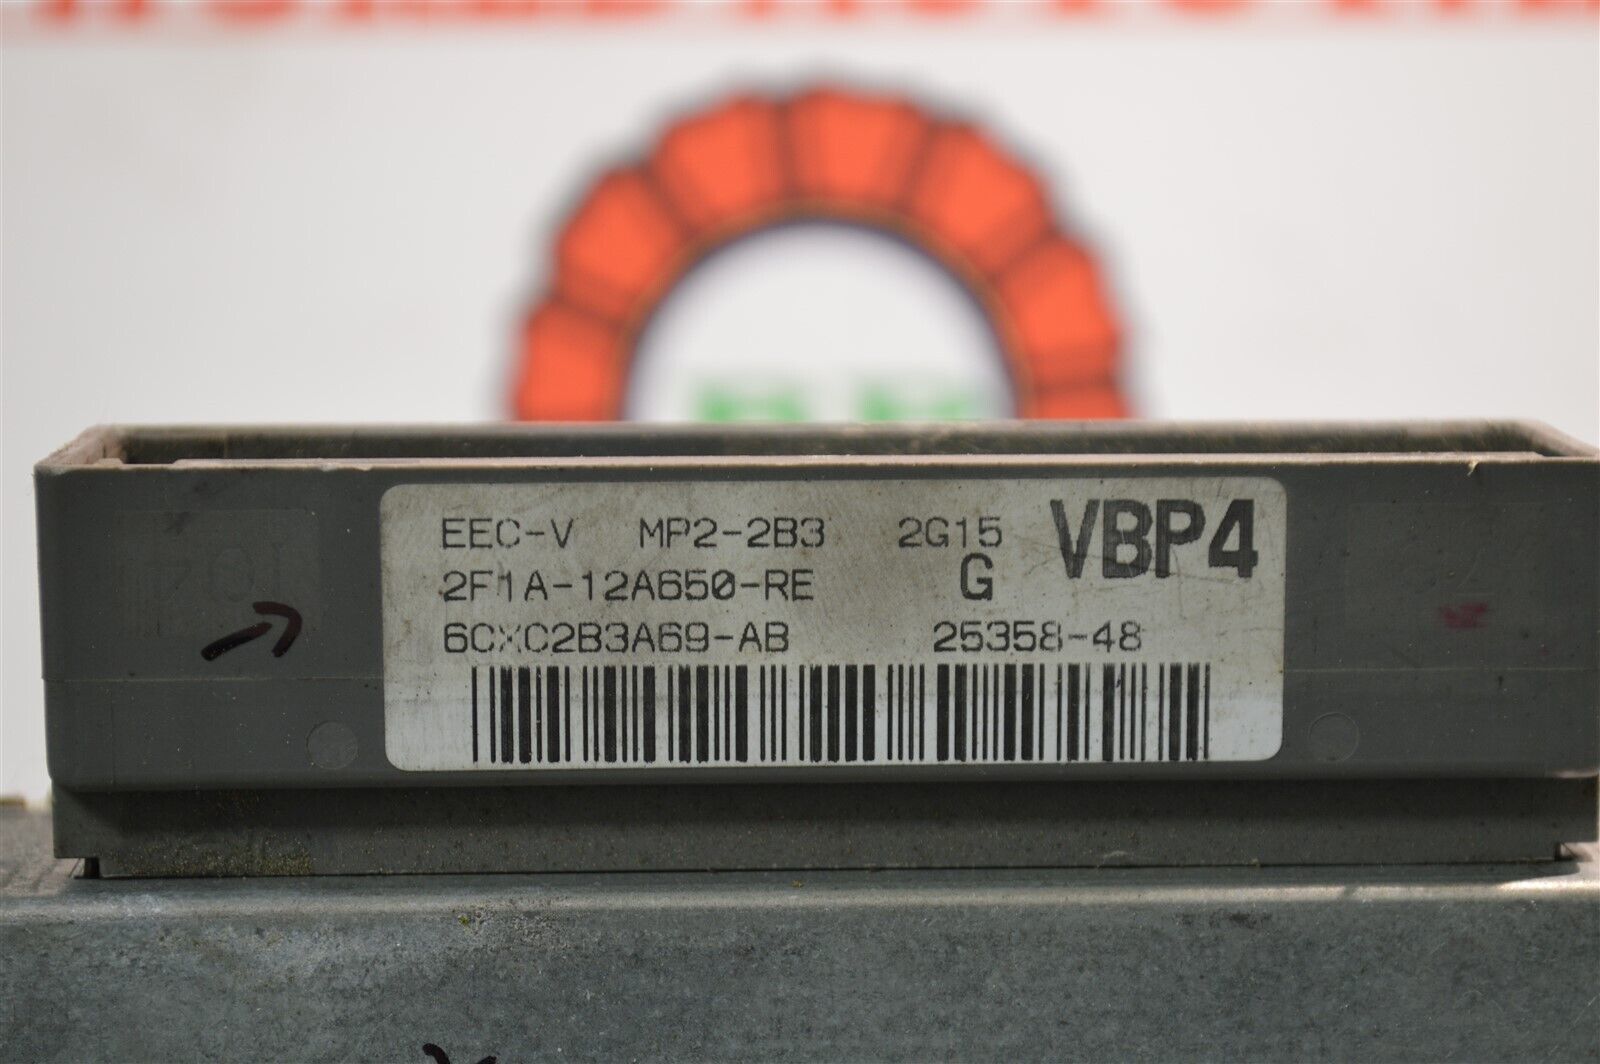 EEC-V MP2-2B3 2G15 VBP4
2F1A-12A650-RE G
6CXC2B3A69-AB 25358-48